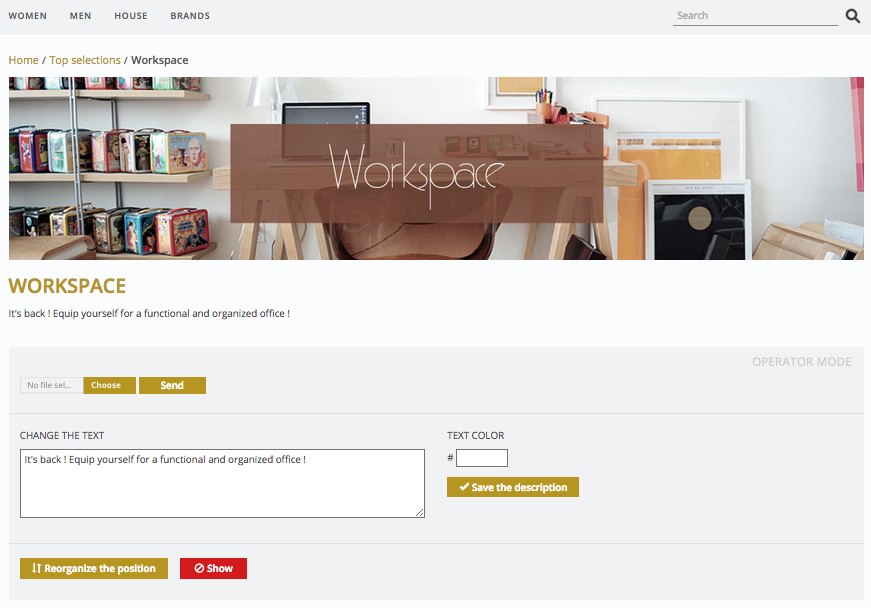 WOMEN MEN HOUSE BRANDS Search
Home / Top selections / Workspace
Workspace
WORKSPACE
It's back ! Equip yourself for a functional and organized office !
OPERATOR MODE
No file sel... Choose Send
CHANGE THE TEXT TEXT COLOR
It's back ! Equip yourself for a functional and organized office !
#
Save the description
Reorganize the position Show